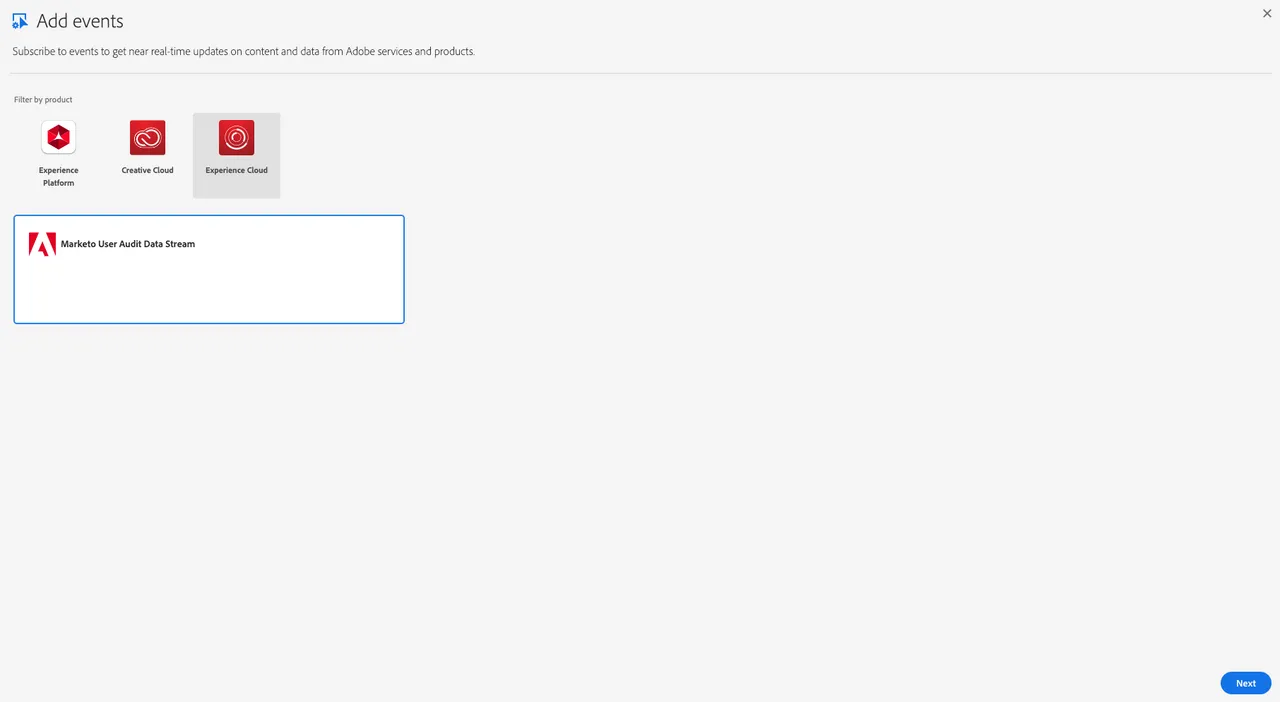 Add events
Subscribe to events to get near real-time updates on content and data from Adobe services and products.
Filter by product
Experience
Platform
Creative Cloud
Experience Cloud
Marketo User Audit Data Stream
Next